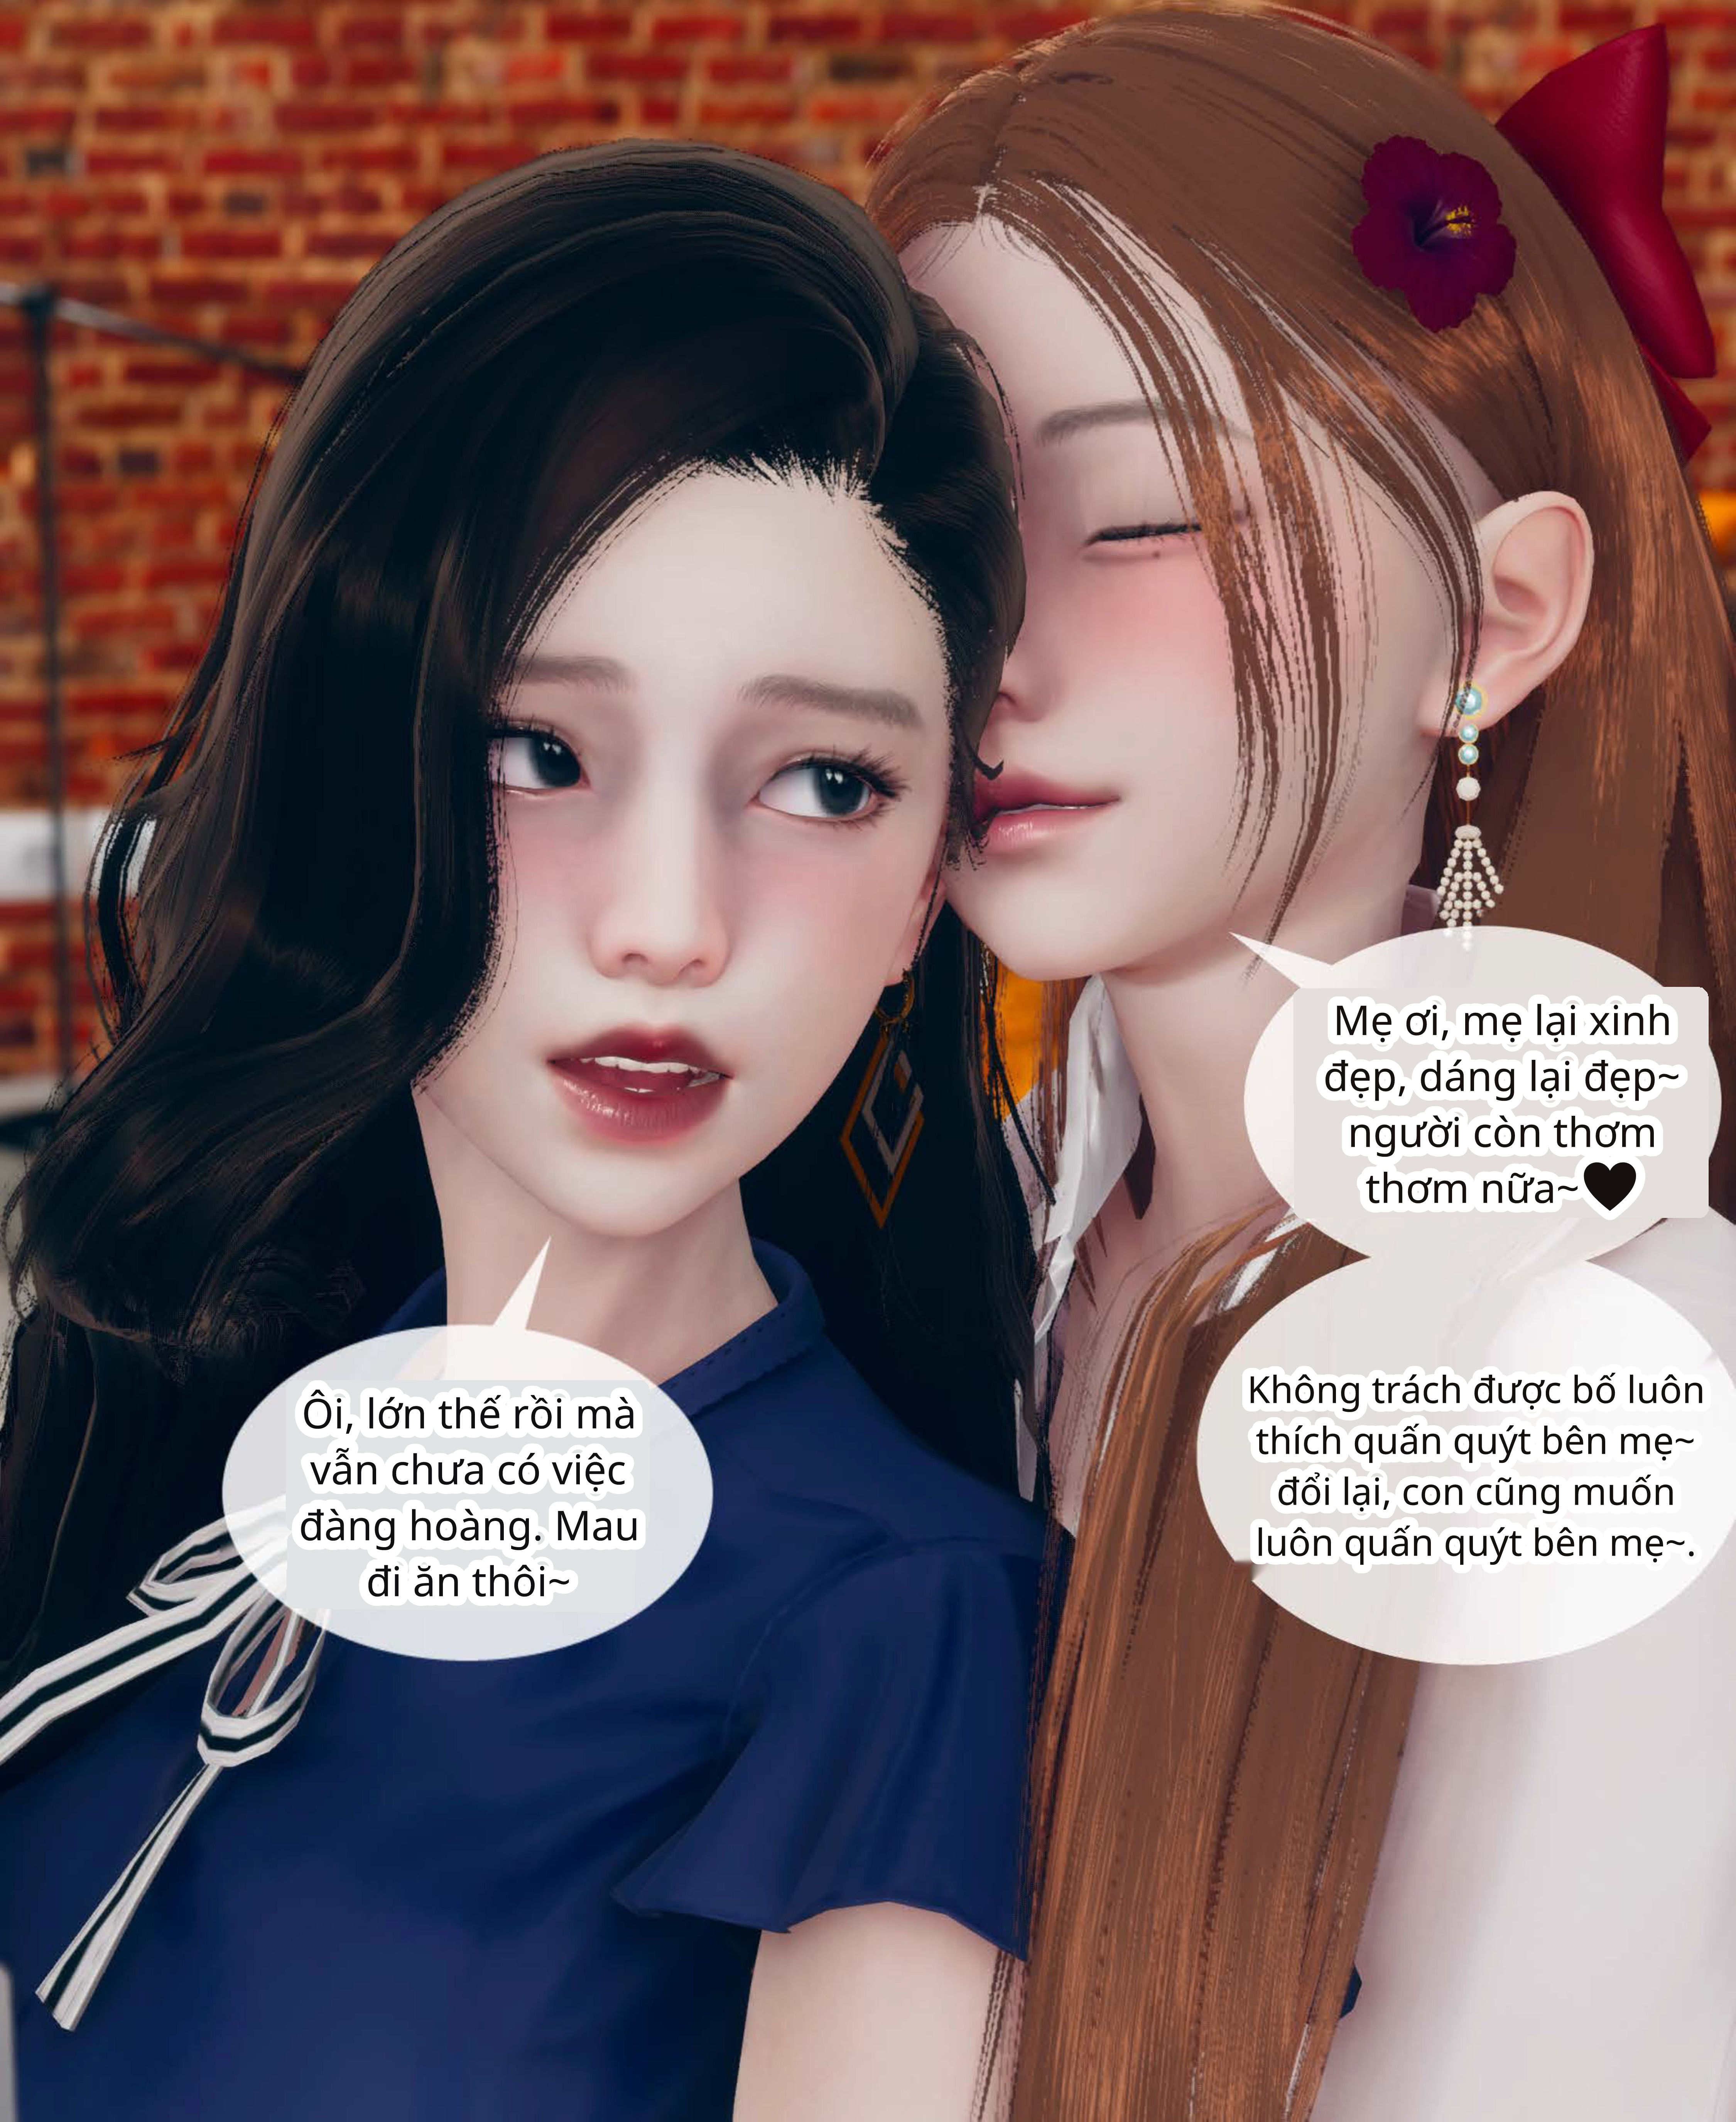 Mẹ ơi, mẹ lại xinh
đẹp, dáng lại đẹp~
người còn thơm
thơm nữa~🖤
Không trách được bố luôn
thích quấn quýt bên mẹ~
đổi lại, con cũng muốn
luôn quấn quýt bên mẹ~.
Ôi, lớn thế rồi mà
vẫn chưa có việc
đàng hoàng. Mau
đi ăn thôi~